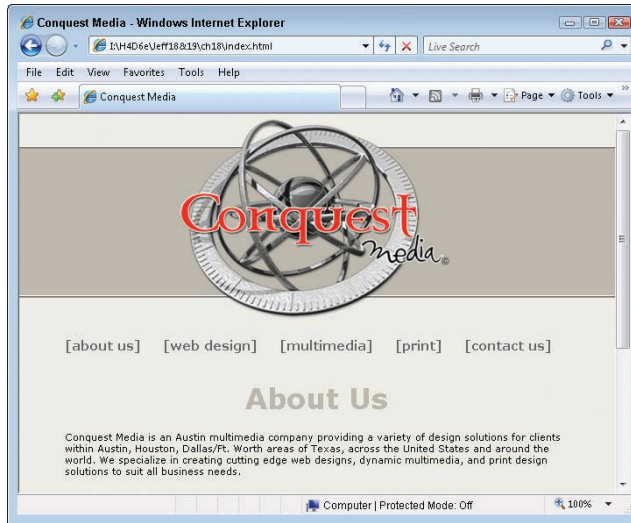 Conquest Media - Windows Internet Explorer
I:\H4D6e\Jeff18&19\ch18\index.html
Live Search
File Edit View Favorites Tools Help
Conquest Media
Page Tools
Conquest
media
©
[about us] [web design] [multimedia] [print] [contact us]
About Us
Conquest Media is an Austin multimedia company providing a variety of design solutions for clients
within Austin, Houston, Dallas/Ft. Worth areas of Texas, across the United States and around the
world. We specialize in creating cutting edge web designs, dynamic multimedia, and print design
solutions to suit all business needs.
Computer | Protected Mode: Off 100%